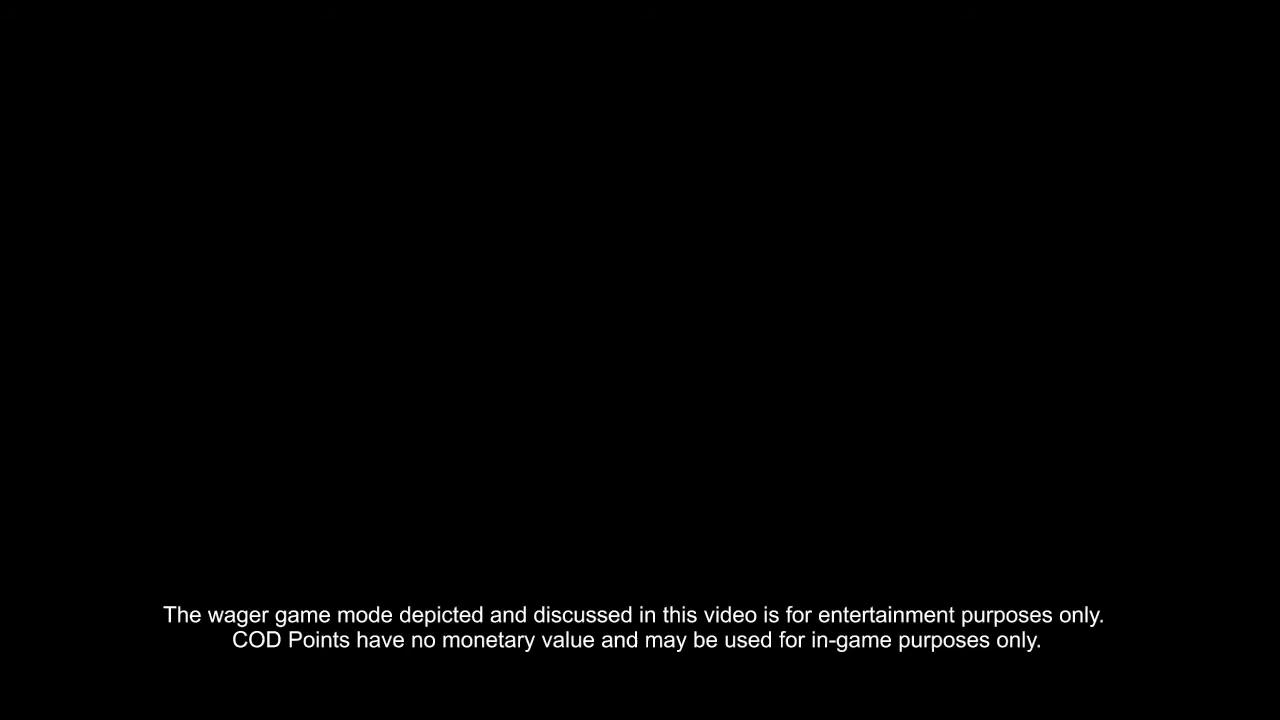 The wager game mode depicted and discussed in this video is for entertainment purposes only.
COD Points have no monetary value and may be used for in-game purposes only.